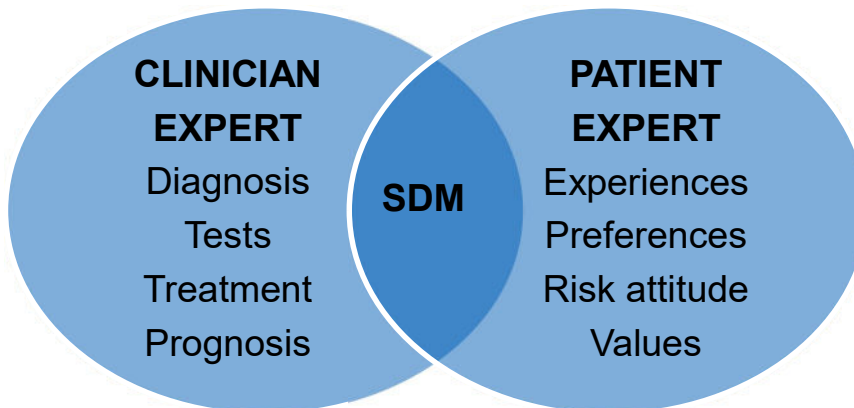 CLINICIAN
EXPERT
Diagnosis
Tests
Treatment
Prognosis
SDM
PATIENT
EXPERT
Experiences
Preferences
Risk attitude
Values